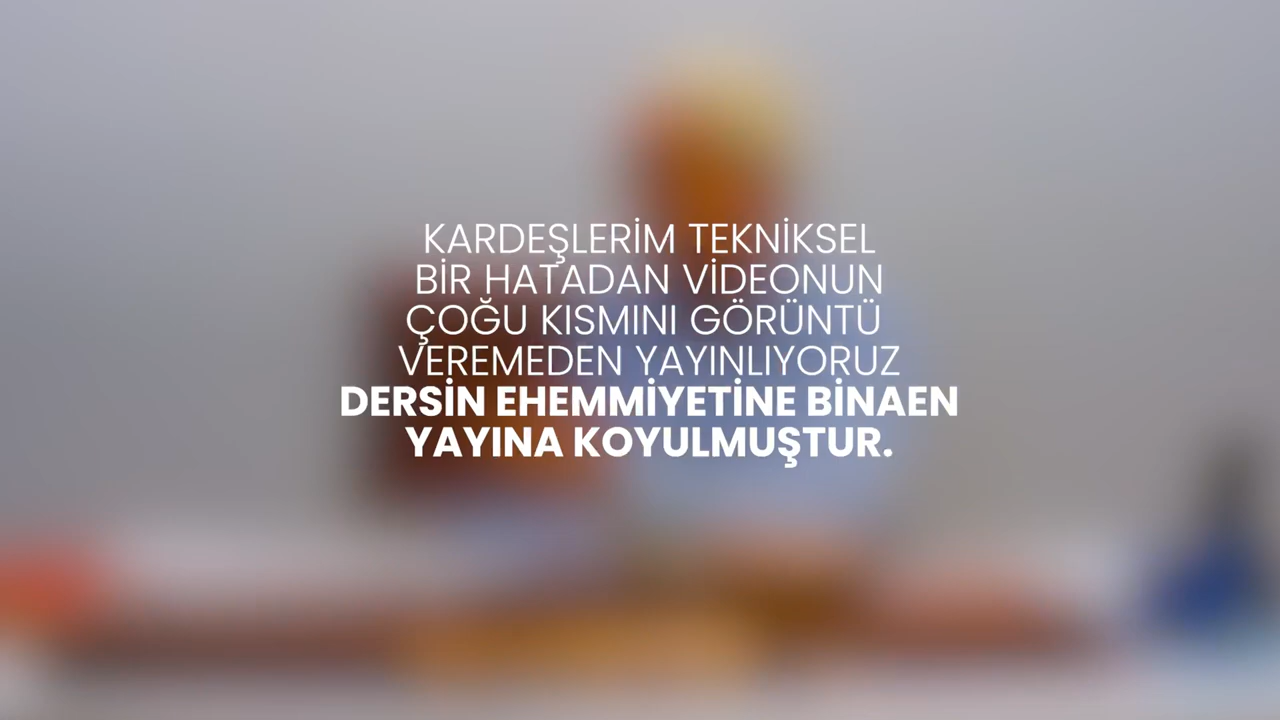 KARDEŞLERİM TEKNİKSEL
BİR HATADAN VİDEONUN
ÇOĞU KISMINI GÖRÜNTÜ
VEREMEDEN YAYINLIYORUZ
DERSİN EHEMMİYETİNE BİNAEN
YAYINA KOYULMUŞTUR.